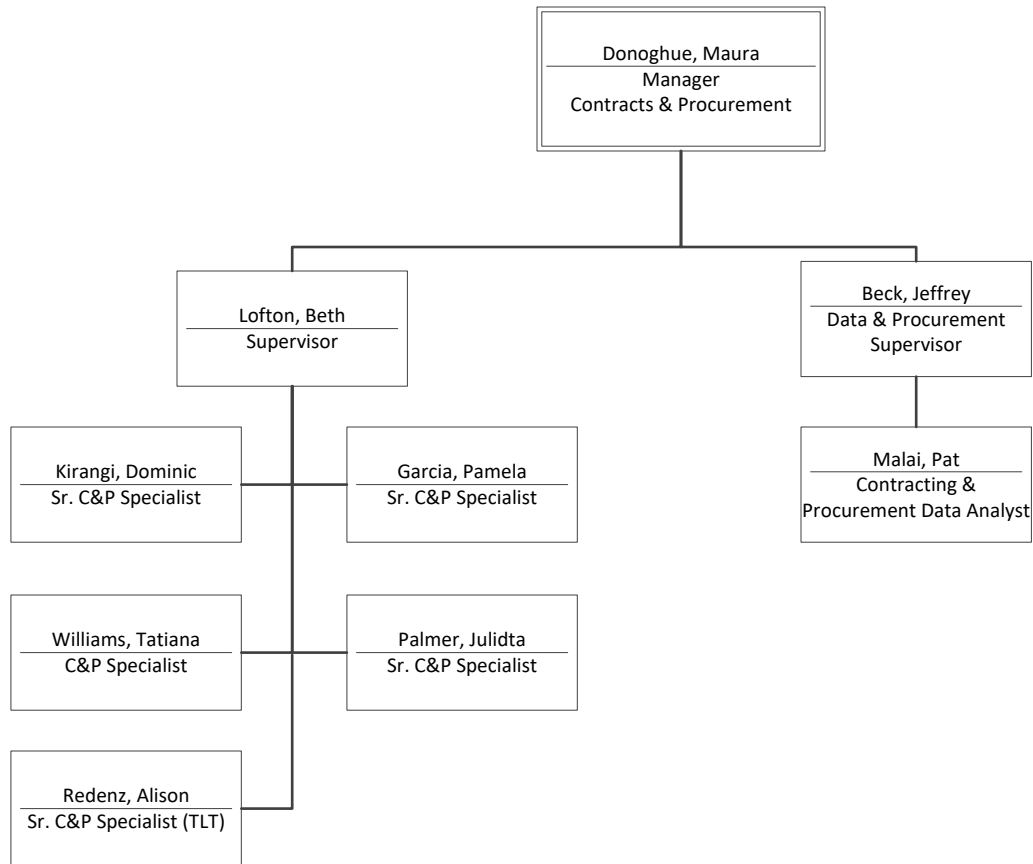 Donoghue, Maura
Manager
Contracts & Procurement
Lofton, Beth
Supervisor
Beck, Jeffrey
Data & Procurement
Supervisor
Kirangi, Dominic
Sr. C&P Specialist
Garcia, Pamela
Sr. C&P Specialist
Malai, Pat
Contracting &
Procurement Data Analyst
Williams, Tatiana
C&P Specialist
Palmer, Julidta
Sr. C&P Specialist
Redenz, Alison
Sr. C&P Specialist (TLT)